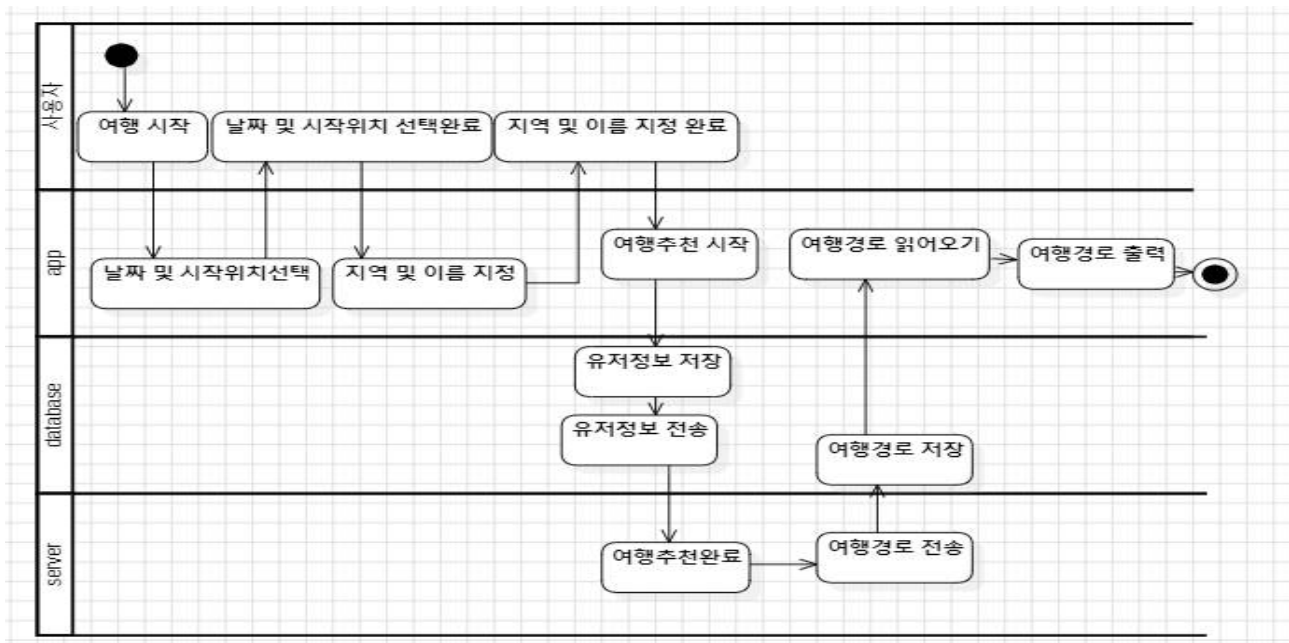 사용자
여행 시작
날짜 및 시작위치 선택완료
지역 및 이름 지정 완료
app
날짜 및 시작위치선택
지역 및 이름 지정
여행추천 시작
여행경로 읽어오기
여행경로 출력
database
유저정보 저장
유저정보 전송
여행경로 저장
server
여행추천완료
여행경로 전송